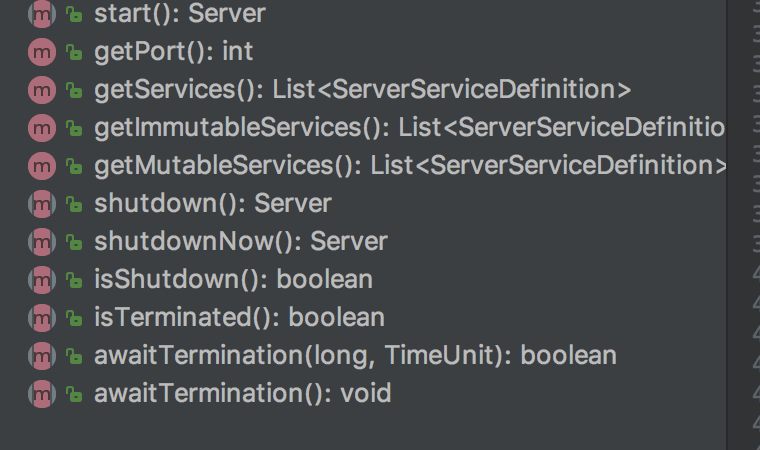 start(): Server
getPort(): int
getServices(): List<ServerServiceDefinition>
getImmutableServices(): List<ServerServiceDefinitio
getMutableServices(): List<ServerServiceDefinition>
shutdown(): Server
shutdownNow(): Server
isShutdown(): boolean
isTerminated(): boolean
awaitTermination(long, TimeUnit): boolean
awaitTermination(): void